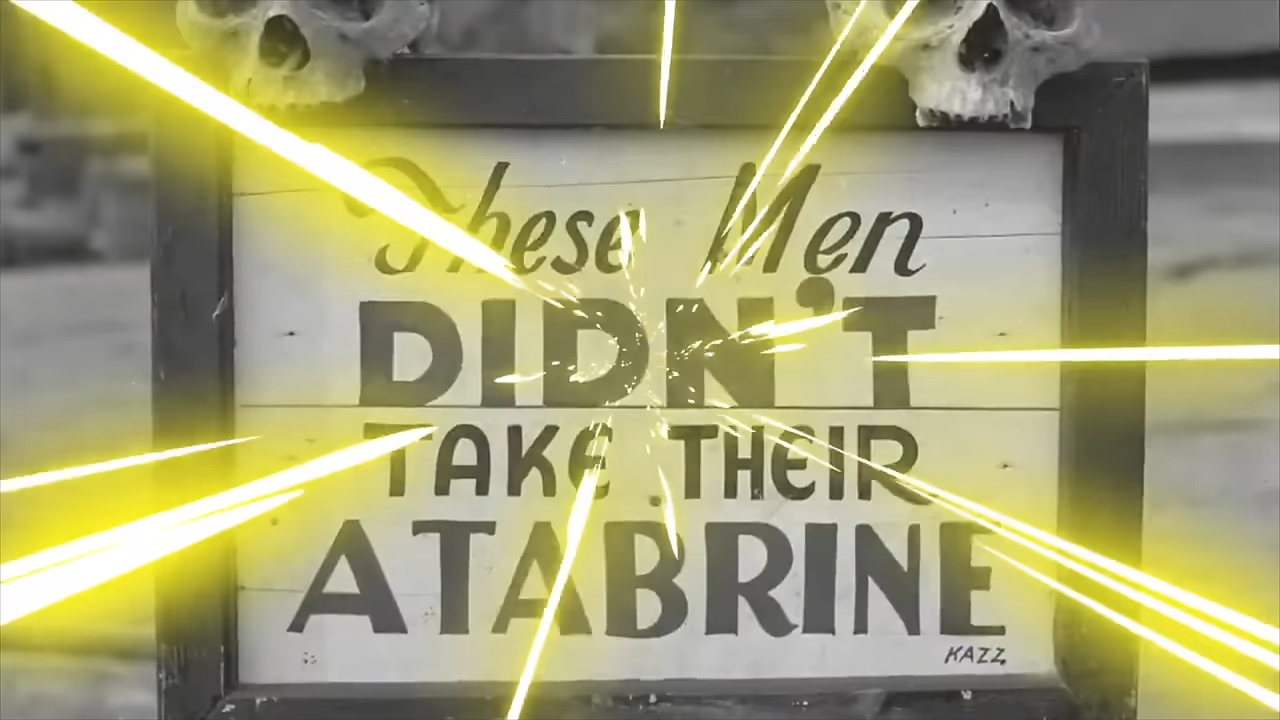 These Men
DIDN'T
TAKE THEIR
ATABRINE
KAZZ